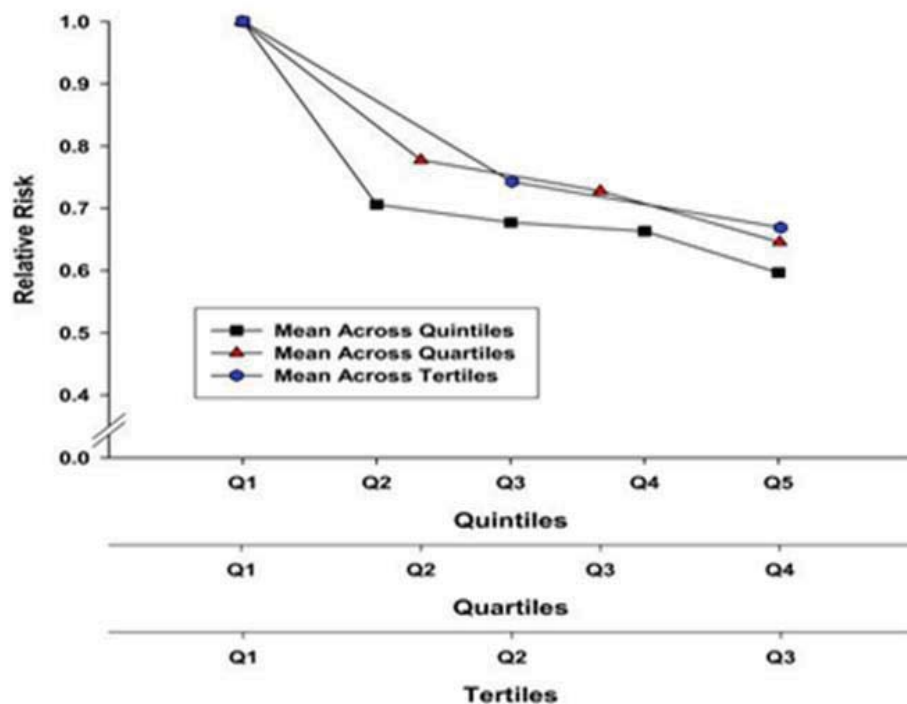 1.0
0.9
0.8
0.7
0.6
0.5
0.4
0.0
Relative Risk
Mean Across Quintiles
Mean Across Quartiles
Mean Across Tertiles
Q1 Q2 Q3 Q4 Q5
Quintiles
Q1 Q2 Q3 Q4
Quartiles
Q1 Q2 Q3
Tertiles